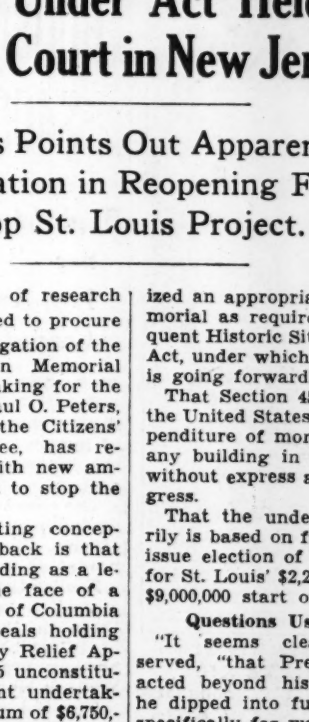 Under Act Held
Court in New Jer
s Points Out Apparen
ation in Reopening F
op St. Louis Project.
of research
ed to procure
gation of the
n Memorial
king for the
aul O. Peters,
the Citizens'
ee, has re-
ith new am-
to stop the
ting concep-
back is that
ding as a le-
e face of a
of Columbia
eals holding
y Relief Ap-
5 unconstitu-
nt undertak-
um of $6,750,-
ized an appropria
morial as require
quent Historic Sit
Act, under which
is going forward
That Section 4
the United States
penditure of mon
any building in
without express a
gress.
That the unde
rily is based on f
issue election of
for St. Louis' $2,2
$9,000,000 start o
Questions Us
"It seems clea
served, "that Pre
acted beyond his
he dipped into fu